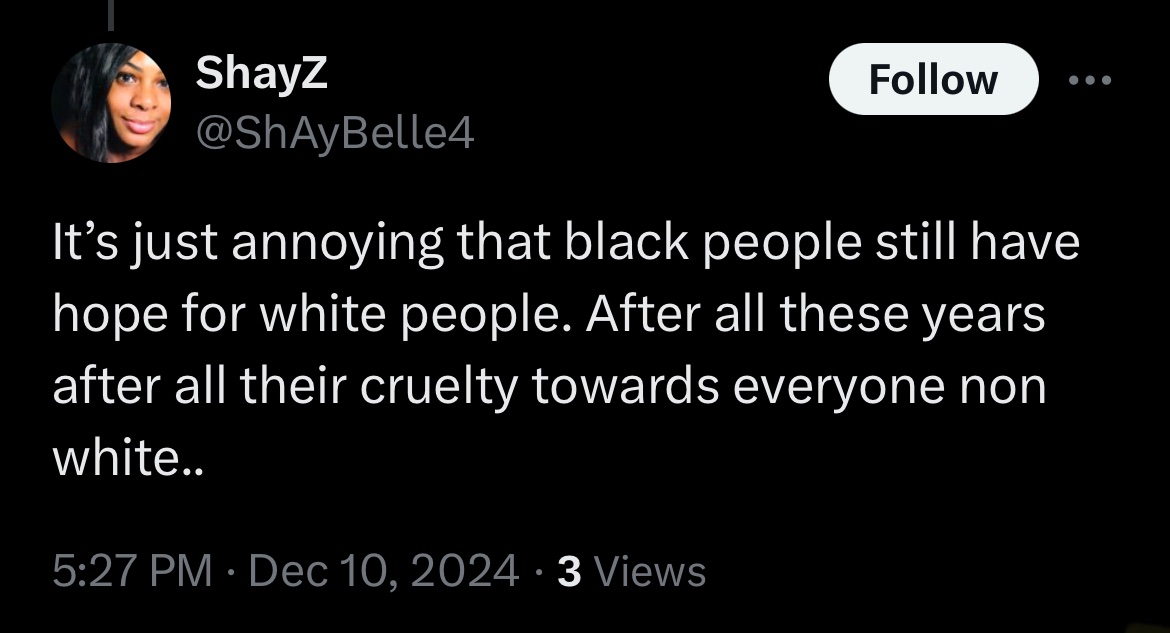 ShayZ
@ShAyBelle4
Follow
It’s just annoying that black people still have
hope for white people. After all these years
after all their cruelty towards everyone non
white..
5:27 PM · Dec 10, 2024 · 3 Views